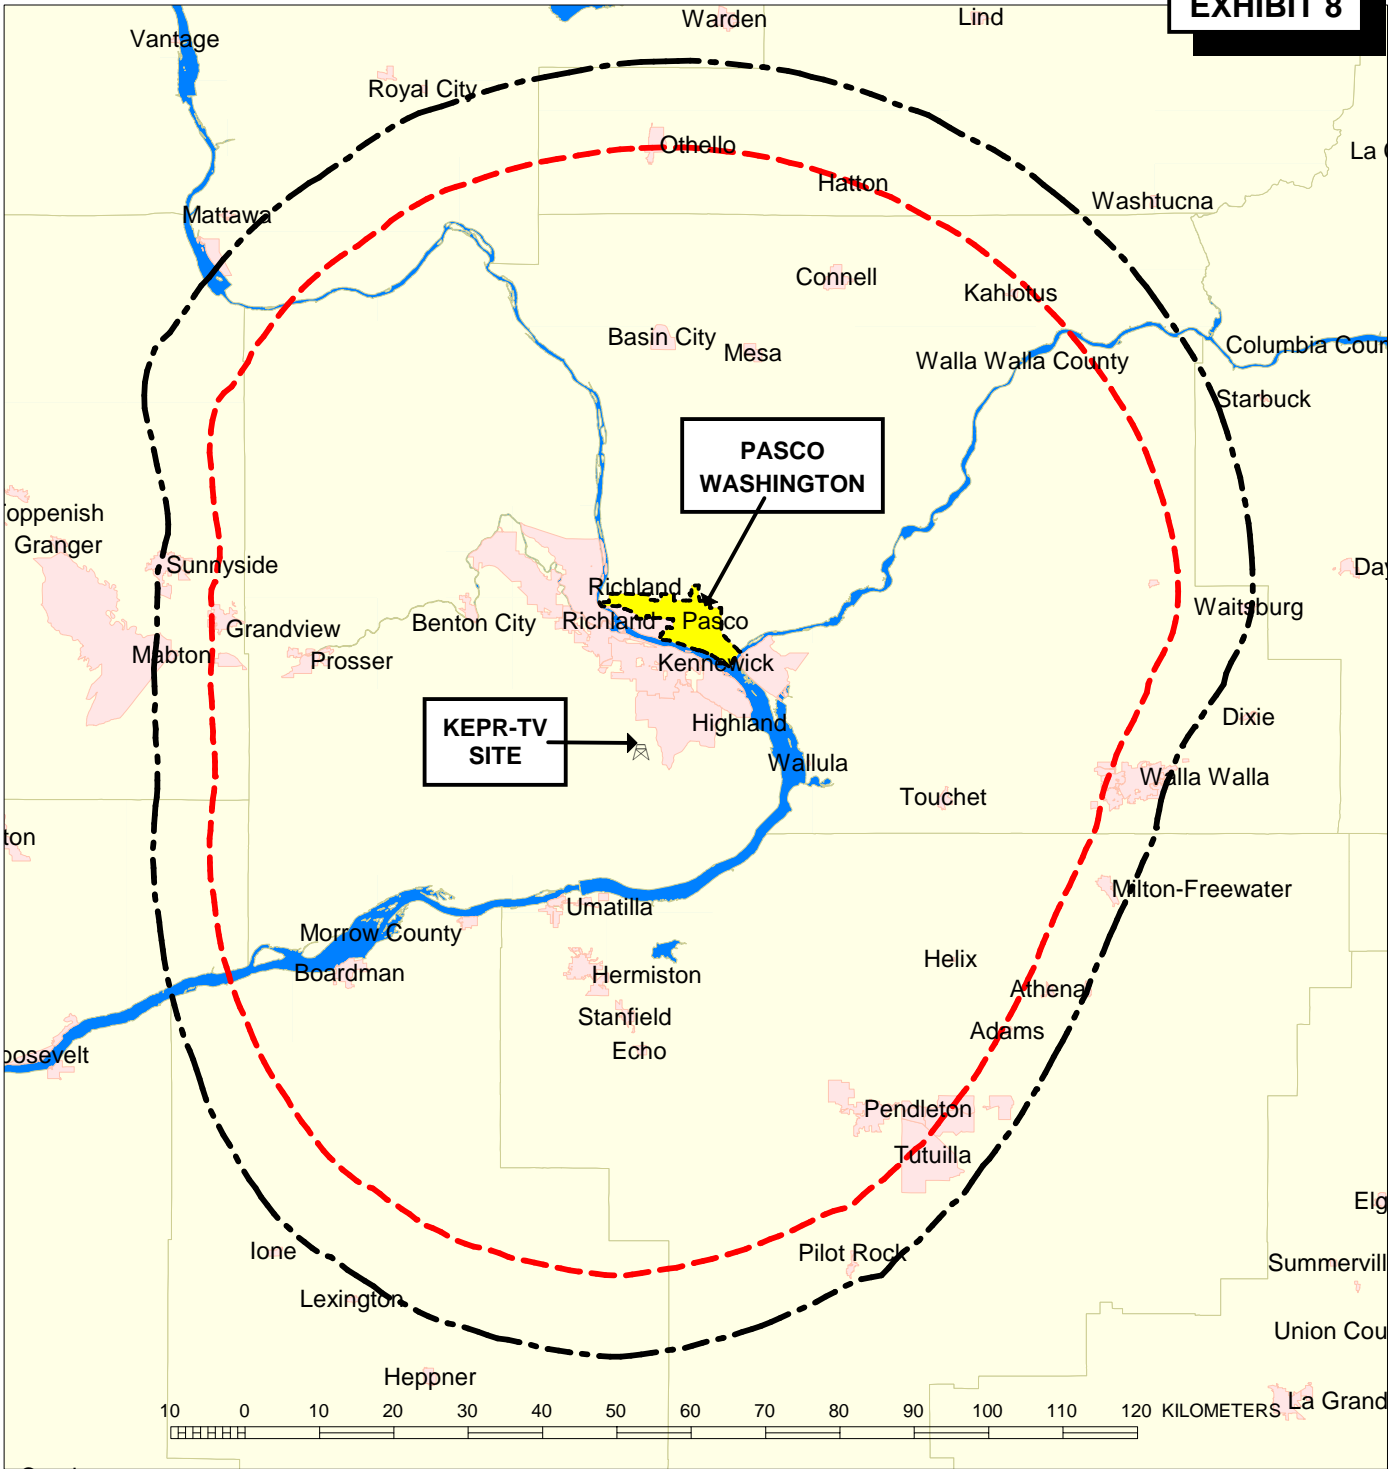 EXHIBIT 8
Warden
Lind
Vantage
Royal City
Othello
Hatton
Washtucna
Mattawa
Connell
Kahlotus
Basin City
Mesa
Walla Walla County
Starbuck
PASCO
WASHINGTON
Granger
Sunnyside
Richland
Richland
Pasco
Benton City
Grandview
Waitsburg
Mabton
Prosser
Kennewick
KEPR-TV
SITE
Highland
Dixie
Wallula
Walla Walla
Touchet
Umatilla
Milton-Freewater
Morrow County
Boardman
Hermiston
Helix
Athena
Stanfield
Adams
Echo
Pendleton
Tutuilla
Ione
Pilot Rock
Lexington
Heppner
10 0 10 20 30 40 50 60 70 80 90 100 110 120 KILOMETERS